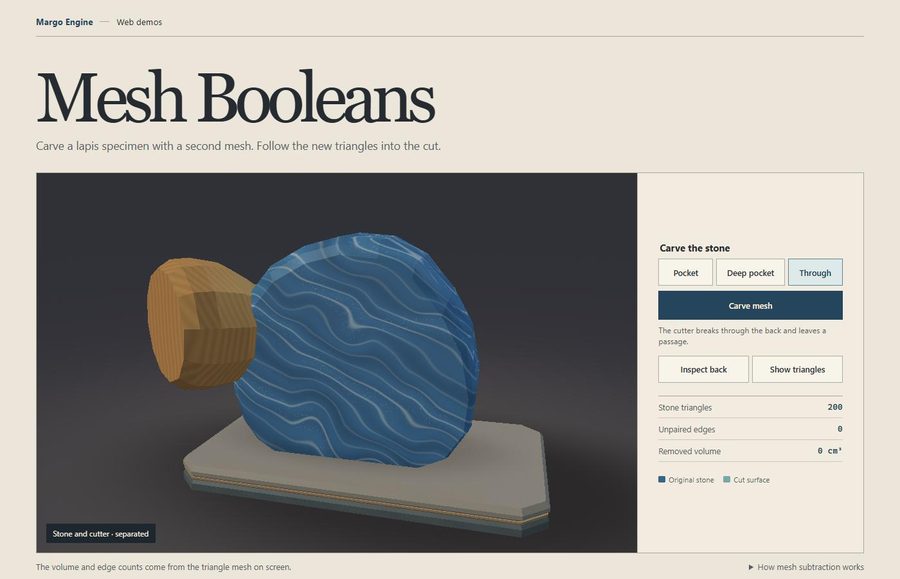 Margo Engine — Web demos
Mesh Booleans
Carve a lapis specimen with a second mesh. Follow the new triangles into the cut.
Carve the stone
Pocket Deep pocket Through
Carve mesh
The cutter breaks through the back and leaves a
passage.
Inspect back Show triangles
Stone triangles 200
Unpaired edges 0
Removed volume 0 cm³
Original stone Cut surface
Stone and cutter · separated
The volume and edge counts come from the triangle mesh on screen.
▶ How mesh subtraction works